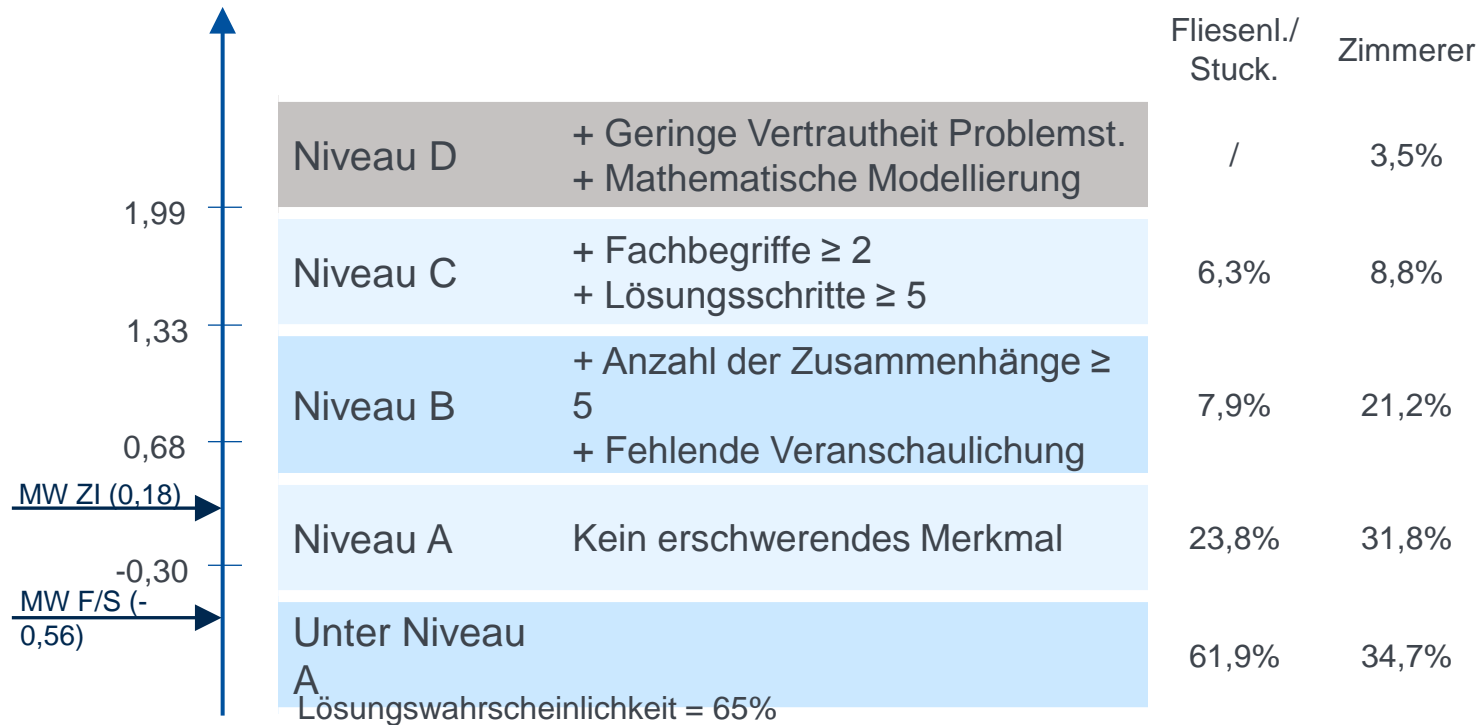 Fliesenl./
Stuck.
Zimmerer
Niveau D
+ Geringe Vertrautheit Problemst.
+ Mathematische Modellierung
/
3,5%
1,99
Niveau C
+ Fachbegriffe ≥ 2
+ Lösungsschritte ≥ 5
6,3%
8,8%
1,33
Niveau B
+ Anzahl der Zusammenhänge ≥
5
+ Fehlende Veranschaulichung
7,9%
21,2%
0,68
MW ZI (0,18)
Niveau A
Kein erschwerendes Merkmal
23,8%
31,8%
-0,30
MW F/S (-
0,56)
Unter Niveau
A
61,9%
34,7%
Lösungswahrscheinlichkeit = 65%